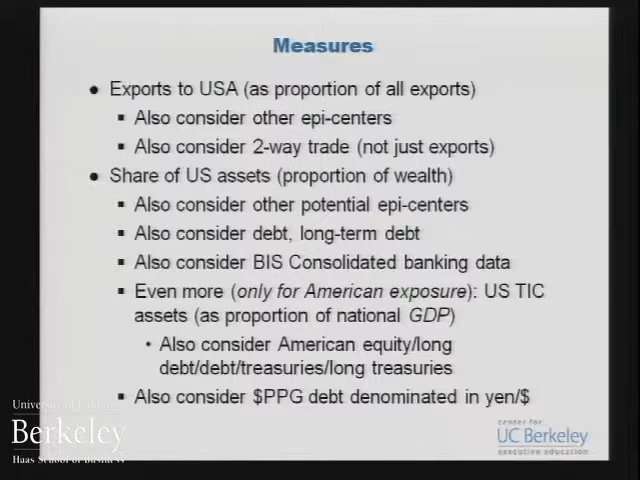 Measures
• Exports to USA (as proportion of all exports)
▪ Also consider other epi-centers
▪ Also consider 2-way trade (not just exports)
• Share of US assets (proportion of wealth)
▪ Also consider other potential epi-centers
▪ Also consider debt, long-term debt
▪ Also consider BIS Consolidated banking data
▪ Even more (only for American exposure): US TIC
assets (as proportion of national GDP)
• Also consider American equity/long
debt/debt/treasuries/long treasuries
▪ Also consider $PPG debt denominated in yen/$
University of California
Berkeley
Haas School of Business
center for
UC Berkeley
executive education